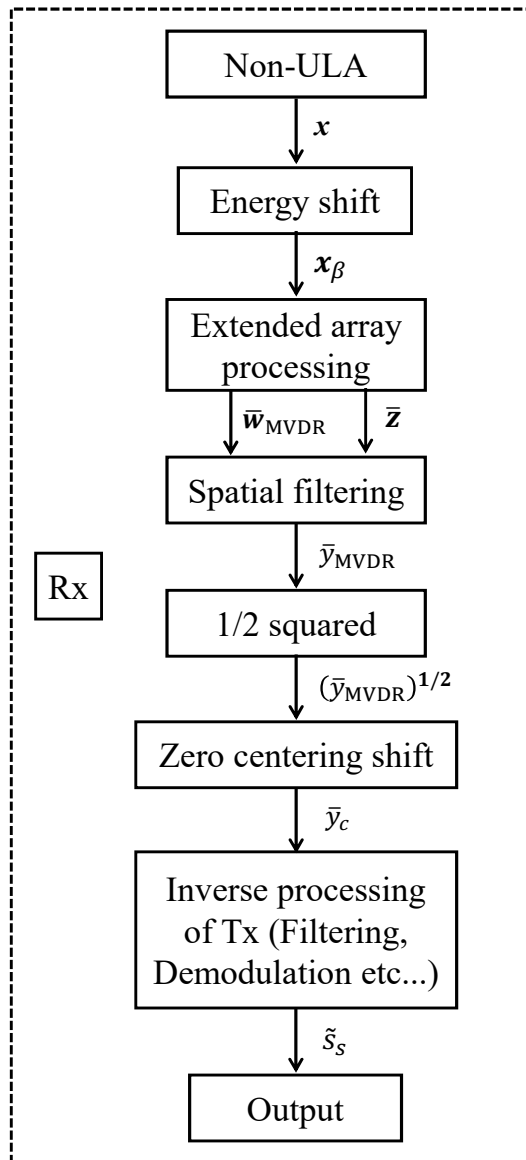 Non-ULA
x
Energy shift
x_β
Extended array
processing
w̄_MVDR z̄
Spatial filtering
ȳ_MVDR
Rx
1/2 squared
(ȳ_MVDR)^1/2
Zero centering shift
ȳ_c
Inverse processing
of Tx (Filtering,
Demodulation etc...)
s̃_s
Output